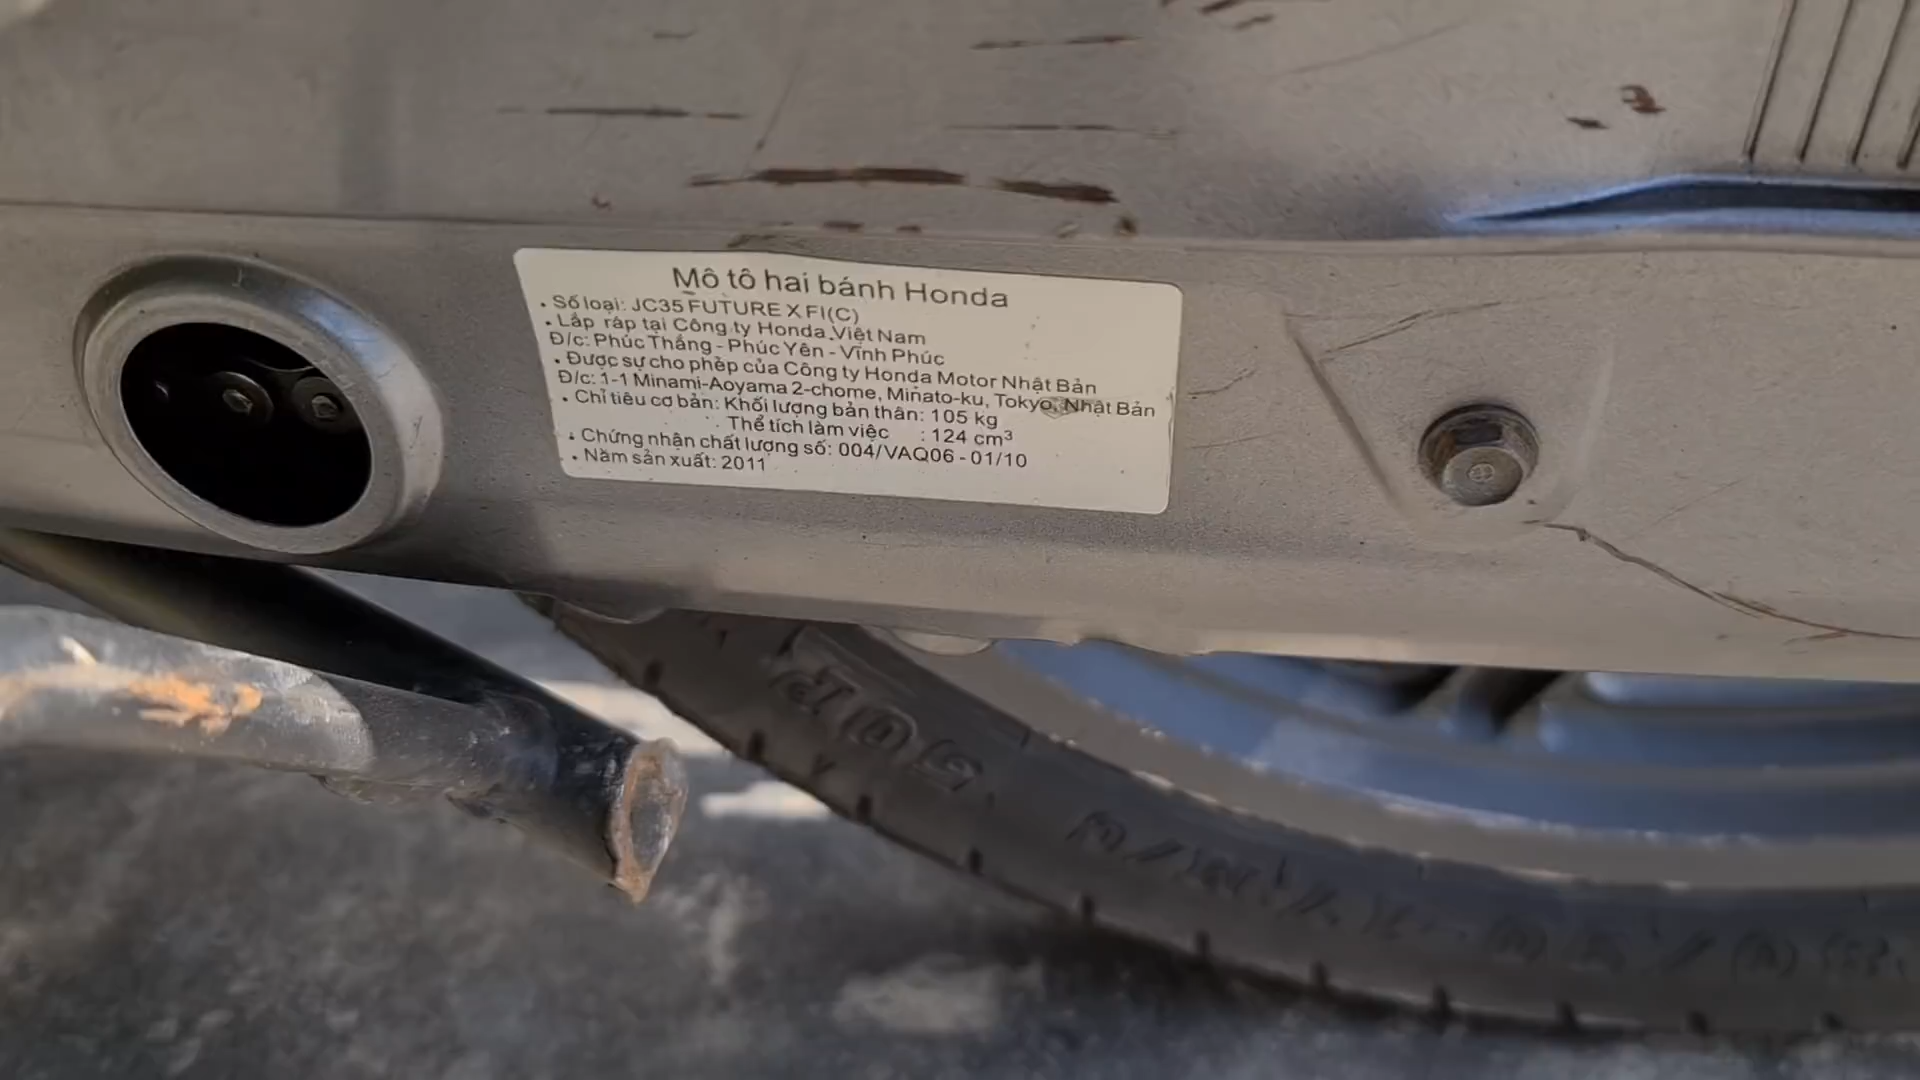 Mô tô hai bánh Honda
• Số loại: JC35 FUTURE X FI(C)
• Lắp ráp tại Công ty Honda Việt Nam
Đ/c: Phúc Thắng - Phúc Yên - Vĩnh Phúc
• Được sự cho phép của Công ty Honda Motor Nhật Bản
Đ/c: 1-1 Minami-Aoyama 2-chome, Minato-ku, Tokyo, Nhật Bản
• Chỉ tiêu cơ bản: Khối lượng bản thân: 105 kg
Thể tích làm việc : 124 cm³
• Chứng nhận chất lượng số: 004/VAQ06 - 01/10
• Năm sản xuất: 2011
50P